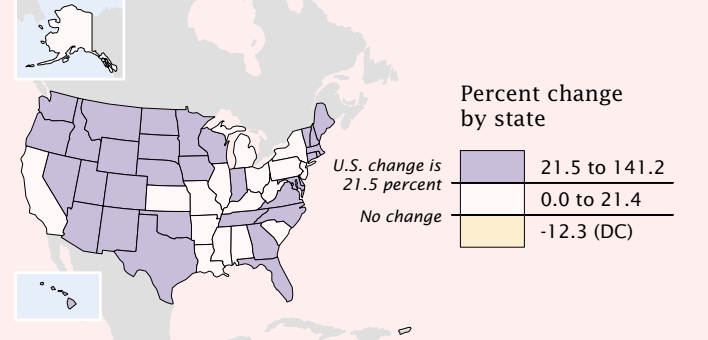 Percent change
by state
U.S. change is
21.5 percent
No change
21.5 to 141.2
0.0 to 21.4
-12.3 (DC)